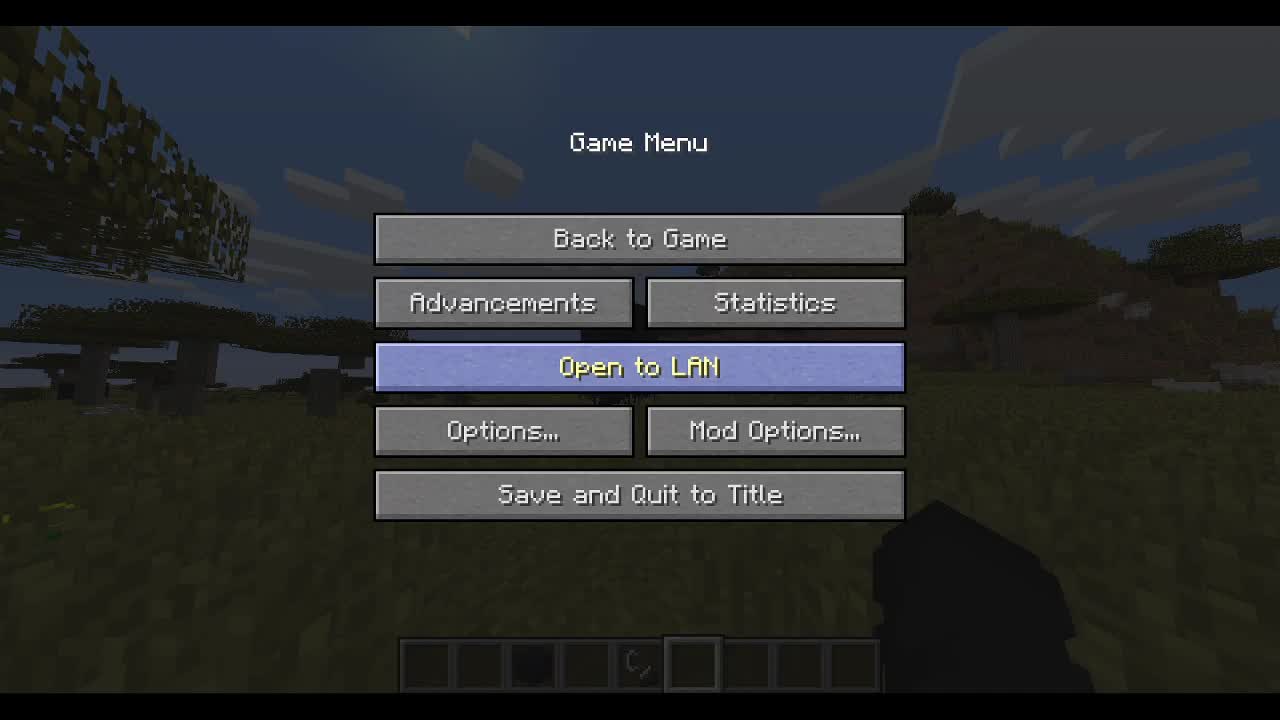 Game Menu
Back to Game
Advancements
Statistics
Open to LAN
Options...
Mod Options...
Save and Quit to Title